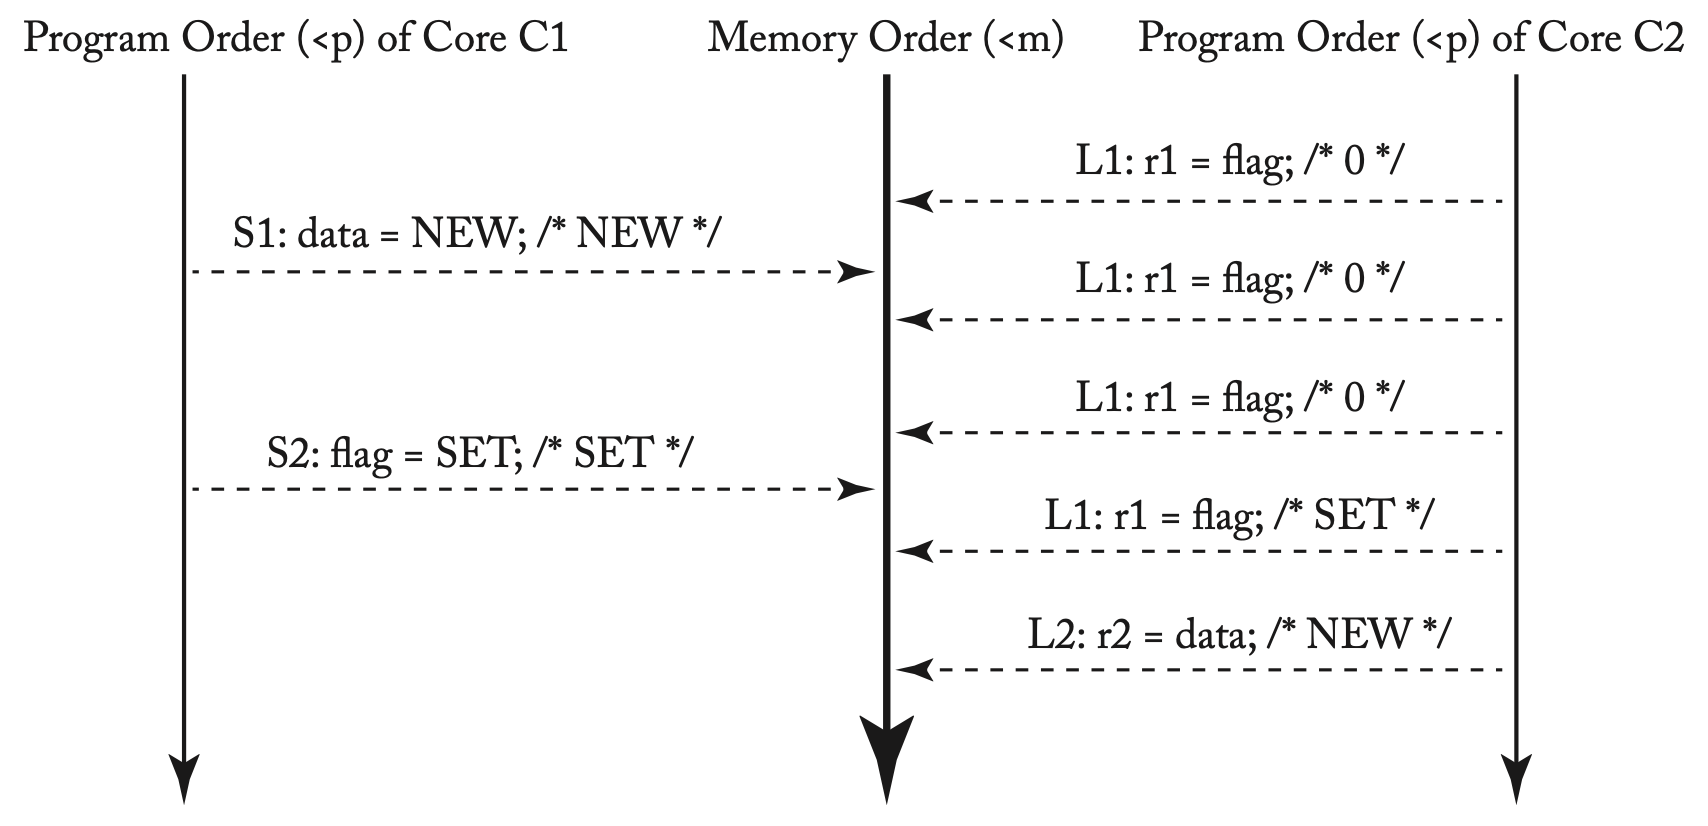 Program Order (<p) of Core C1
Memory Order (<m)
Program Order (<p) of Core C2
L1: r1 = flag; /* 0 */
S1: data = NEW; /* NEW */
L1: r1 = flag; /* 0 */
L1: r1 = flag; /* 0 */
S2: flag = SET; /* SET */
L1: r1 = flag; /* SET */
L2: r2 = data; /* NEW */